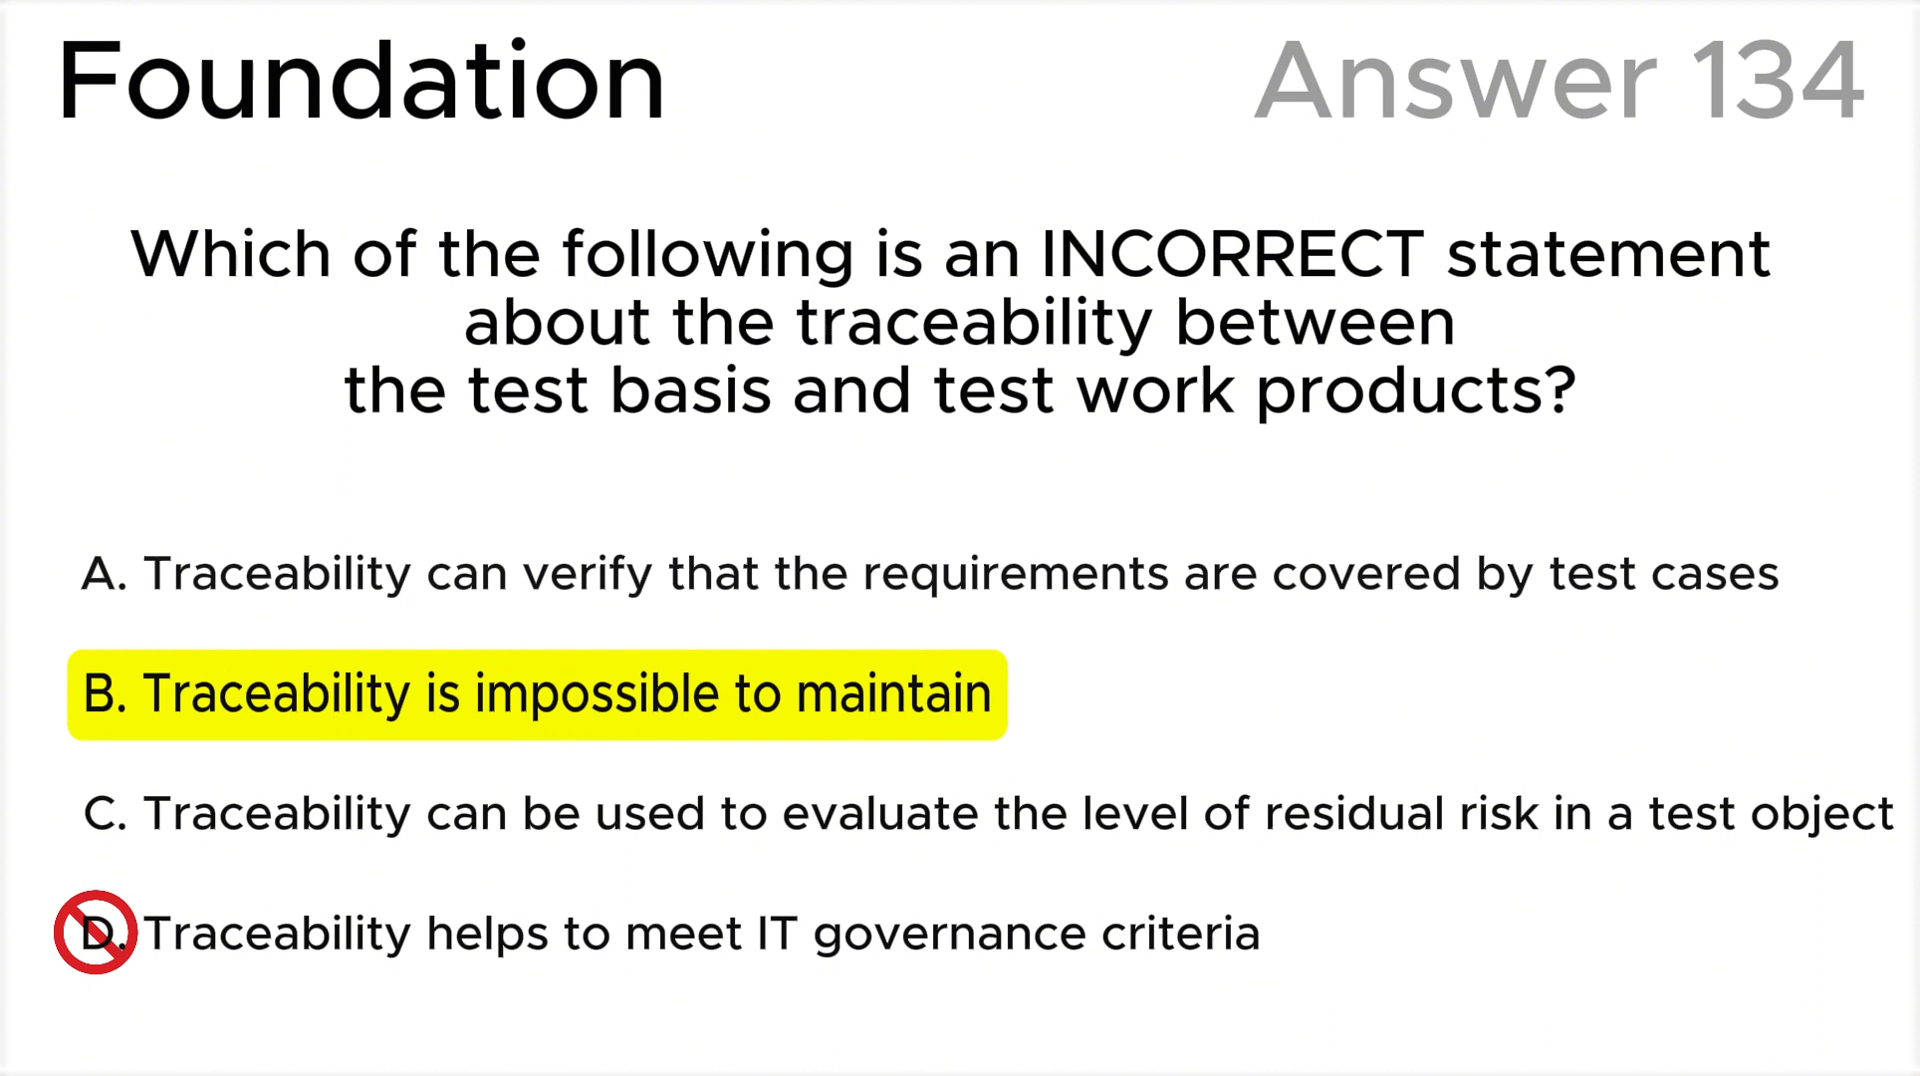 Foundation
Answer 134
Which of the following is an INCORRECT statement
about the traceability between
the test basis and test work products?
A. Traceability can verify that the requirements are covered by test cases
B. Traceability is impossible to maintain
C. Traceability can be used to evaluate the level of residual risk in a test object
D. Traceability helps to meet IT governance criteria